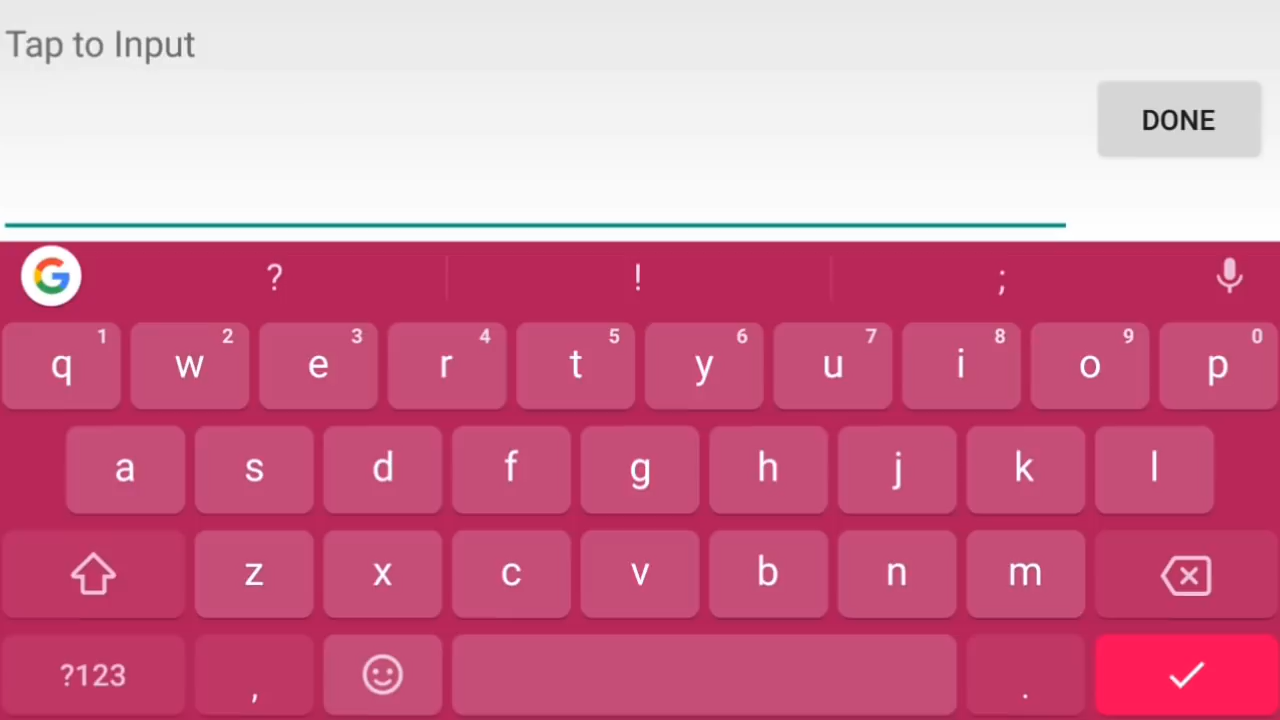 Tap to Input
DONE
G ? ! ;
q 1 w 2 e 3 r 4 t 5 y 6 u 7 i 8 o 9 p 0
a s d f g h j k l
z x c v b n m
?123 , .